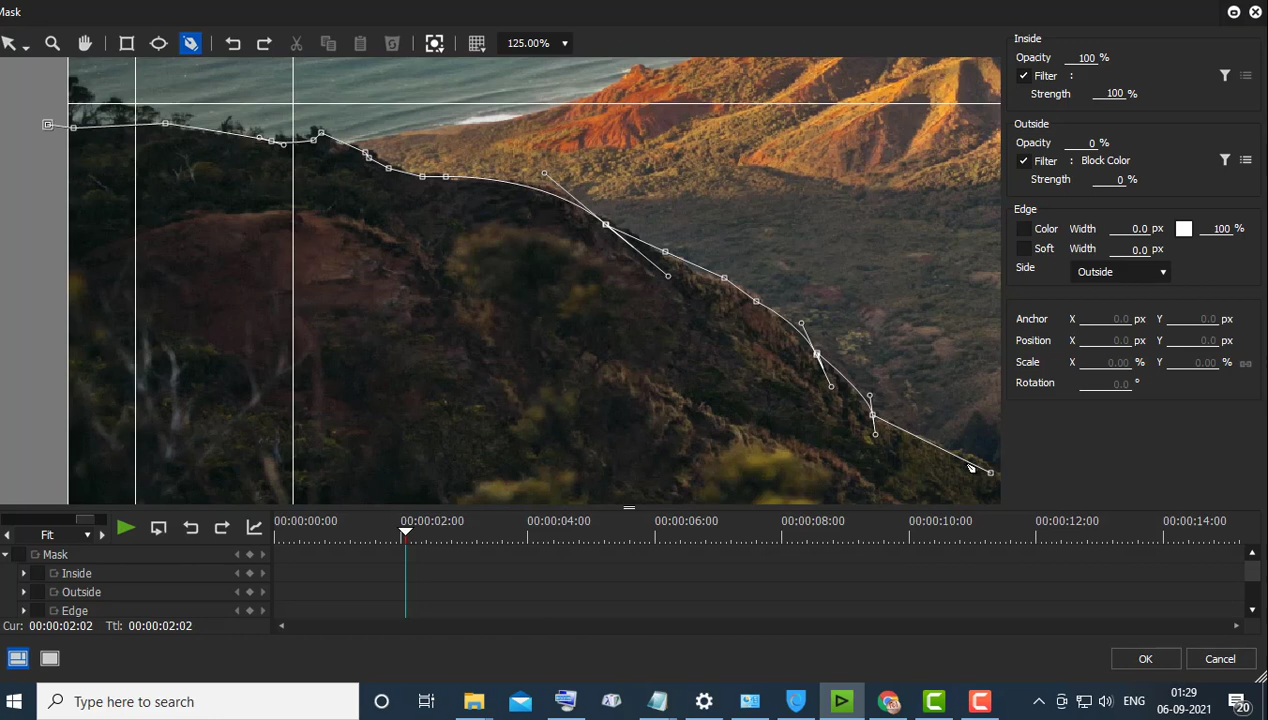 Mask
125.00%
Inside
Opacity 100 %
Filter :
Strength 100 %
Outside
Opacity 0 %
Filter : Block Color
Strength 0 %
Edge
Color Width 0.0 px 100 %
Soft Width 0.0 px
Side Outside
Anchor X 0.0 px Y 0.0 px
Position X 0.0 px Y 0.0 px
Scale X 0.00 % Y 0.00 %
Rotation 0.0 °
Fit
00:00:00:00 00:00:02:00 00:00:04:00 00:00:06:00 00:00:08:00 00:00:10:00 00:00:12:00 00:00:14:00
Mask
Inside
Outside
Edge
Cur: 00:00:02:02 Ttl: 00:00:02:02
OK Cancel
Type here to search
ENG
01:29
06-09-2021
20